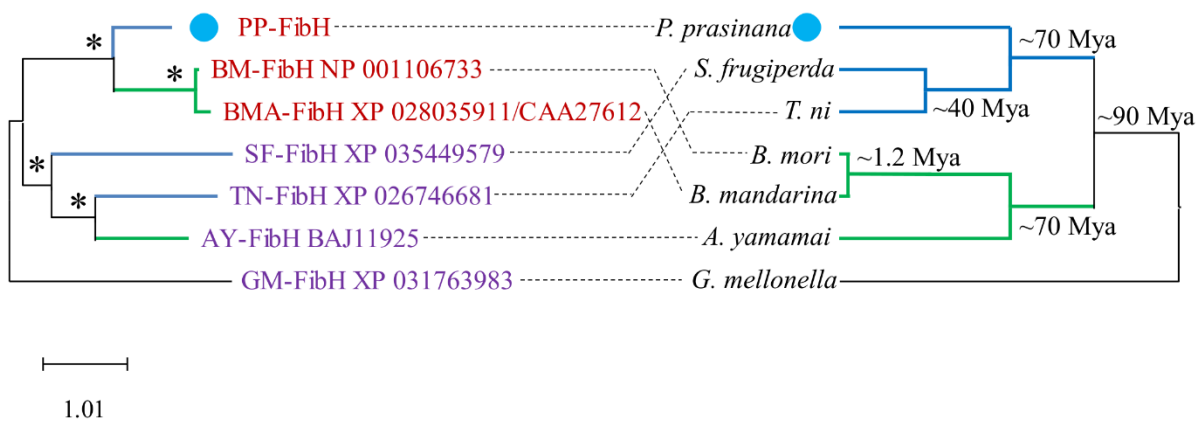 * PP-FibH P. prasinana ~70 Mya
* BM-FibH NP 001106733 S. frugiperda
BMA-FibH XP 028035911/CAA27612 T. ni ~40 Mya ~90 Mya
* SF-FibH XP 035449579 B. mori ~1.2 Mya
* TN-FibH XP 026746681 B. mandarina
AY-FibH BAJ11925 A. yamamai ~70 Mya
GM-FibH XP 031763983 G. mellonella
1.01